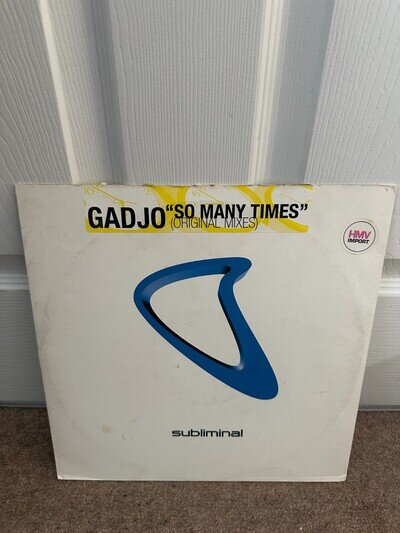 GADJO "SO MANY TIMES"
(ORIGINAL MIXES)
HMV
IMPORT
subliminal